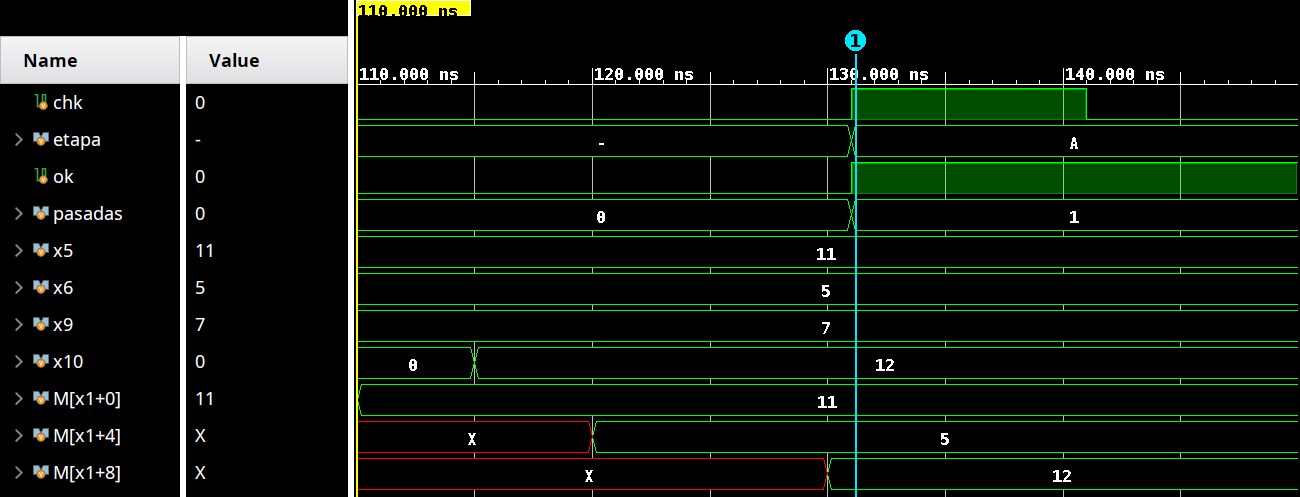 110.000 ns
1
Name Value 110.000 ns 120.000 ns 130.000 ns 140.000 ns
chk 0
etapa - - A
ok 0
pasadas 0 0 1
x5 11 11
x6 5 5
x9 7 7
x10 0 0 12
M[x1+0] 11 11
M[x1+4] X X 5
M[x1+8] X X 12